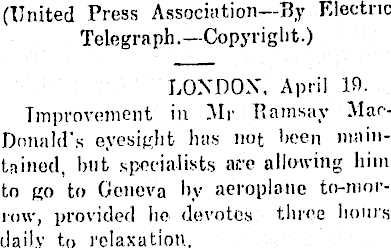 (United Press Association—By Electric
Telegraph.—Copyright.)
LONDON, April 19.
Improvement in Mr Ramsay Mac-
Donald's eyesight has not been main-
tained, but specialists are allowing him
to go to Geneva by aeroplane to-mor-
row, provided he devotes three hours
daily to relaxation.